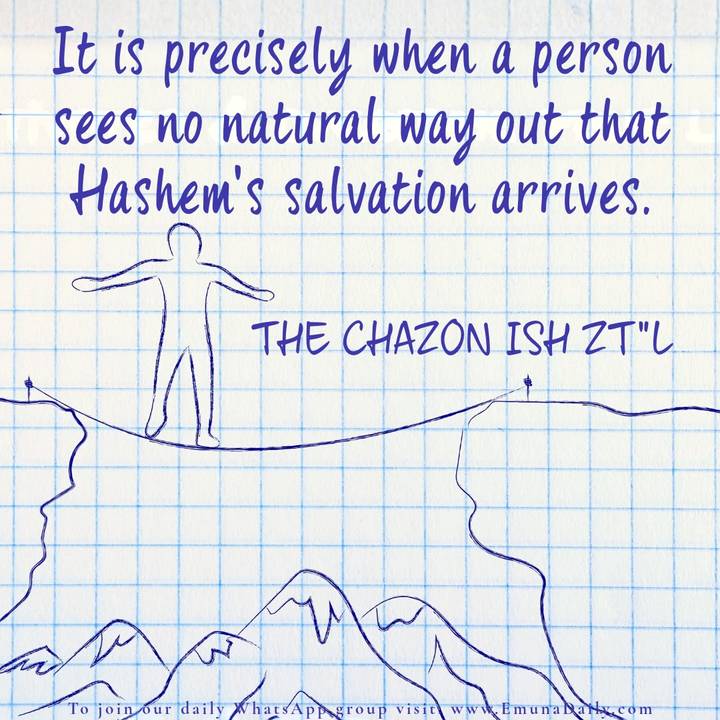 It is precisely when a person
sees no natural way out that
Hashem's salvation arrives.
THE CHAZON ISH ZT"L
To join our daily WhatsApp group visit www.EmunaDaily.com